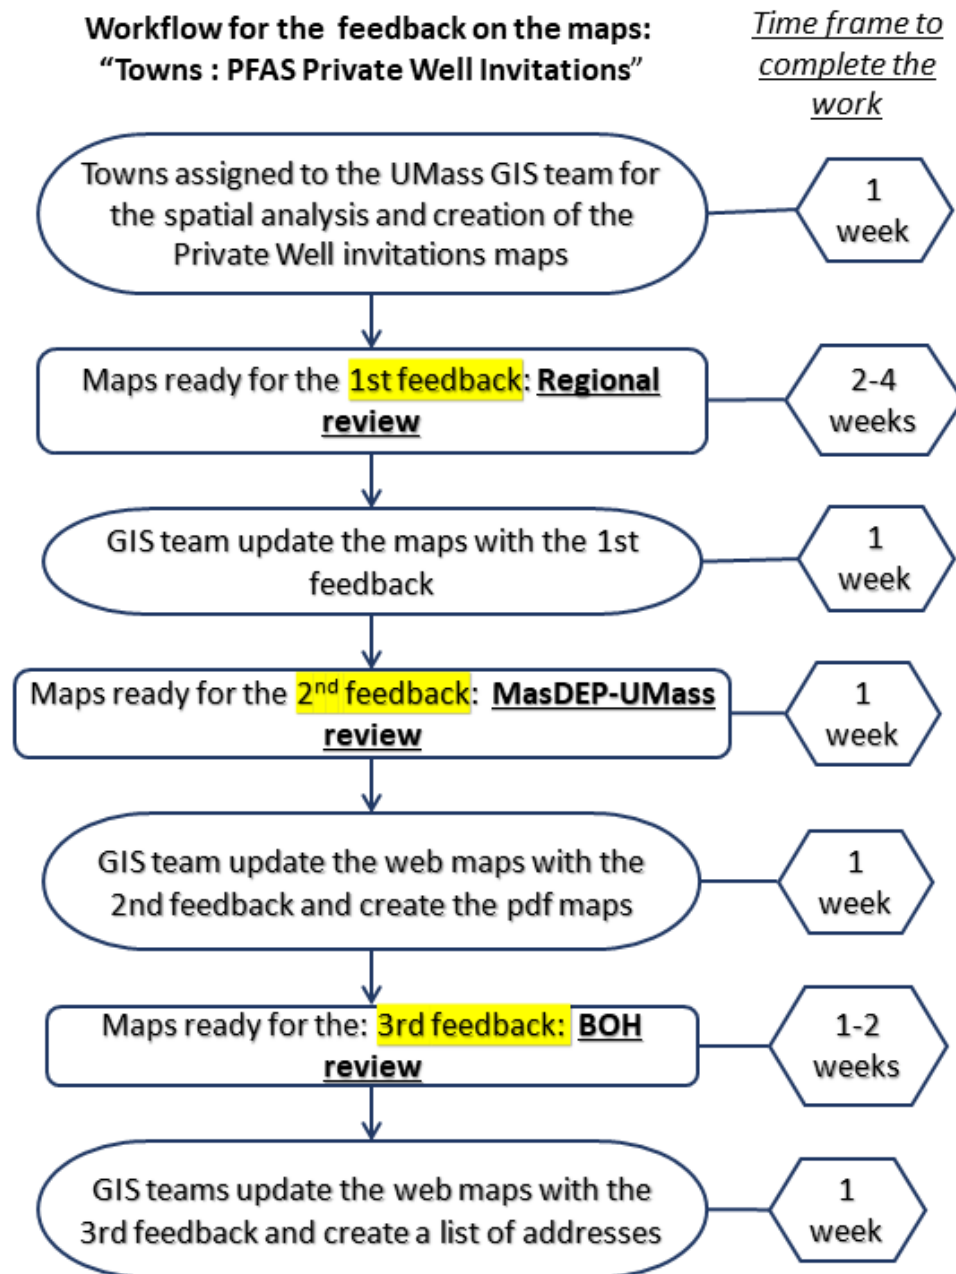 Workflow for the feedback on the maps:
“Towns : PFAS Private Well Invitations”
Time frame to
complete the
work
Towns assigned to the UMass GIS team for
the spatial analysis and creation of the
Private Well invitations maps
1
week
Maps ready for the 1st feedback: Regional
review
2-4
weeks
GIS team update the maps with the 1st
feedback
1
week
Maps ready for the 2nd feedback: MasDEP-UMass
review
1
week
GIS team update the web maps with the
2nd feedback and create the pdf maps
1
week
Maps ready for the: 3rd feedback: BOH
review
1-2
weeks
GIS teams update the web maps with the
3rd feedback and create a list of addresses
1
week